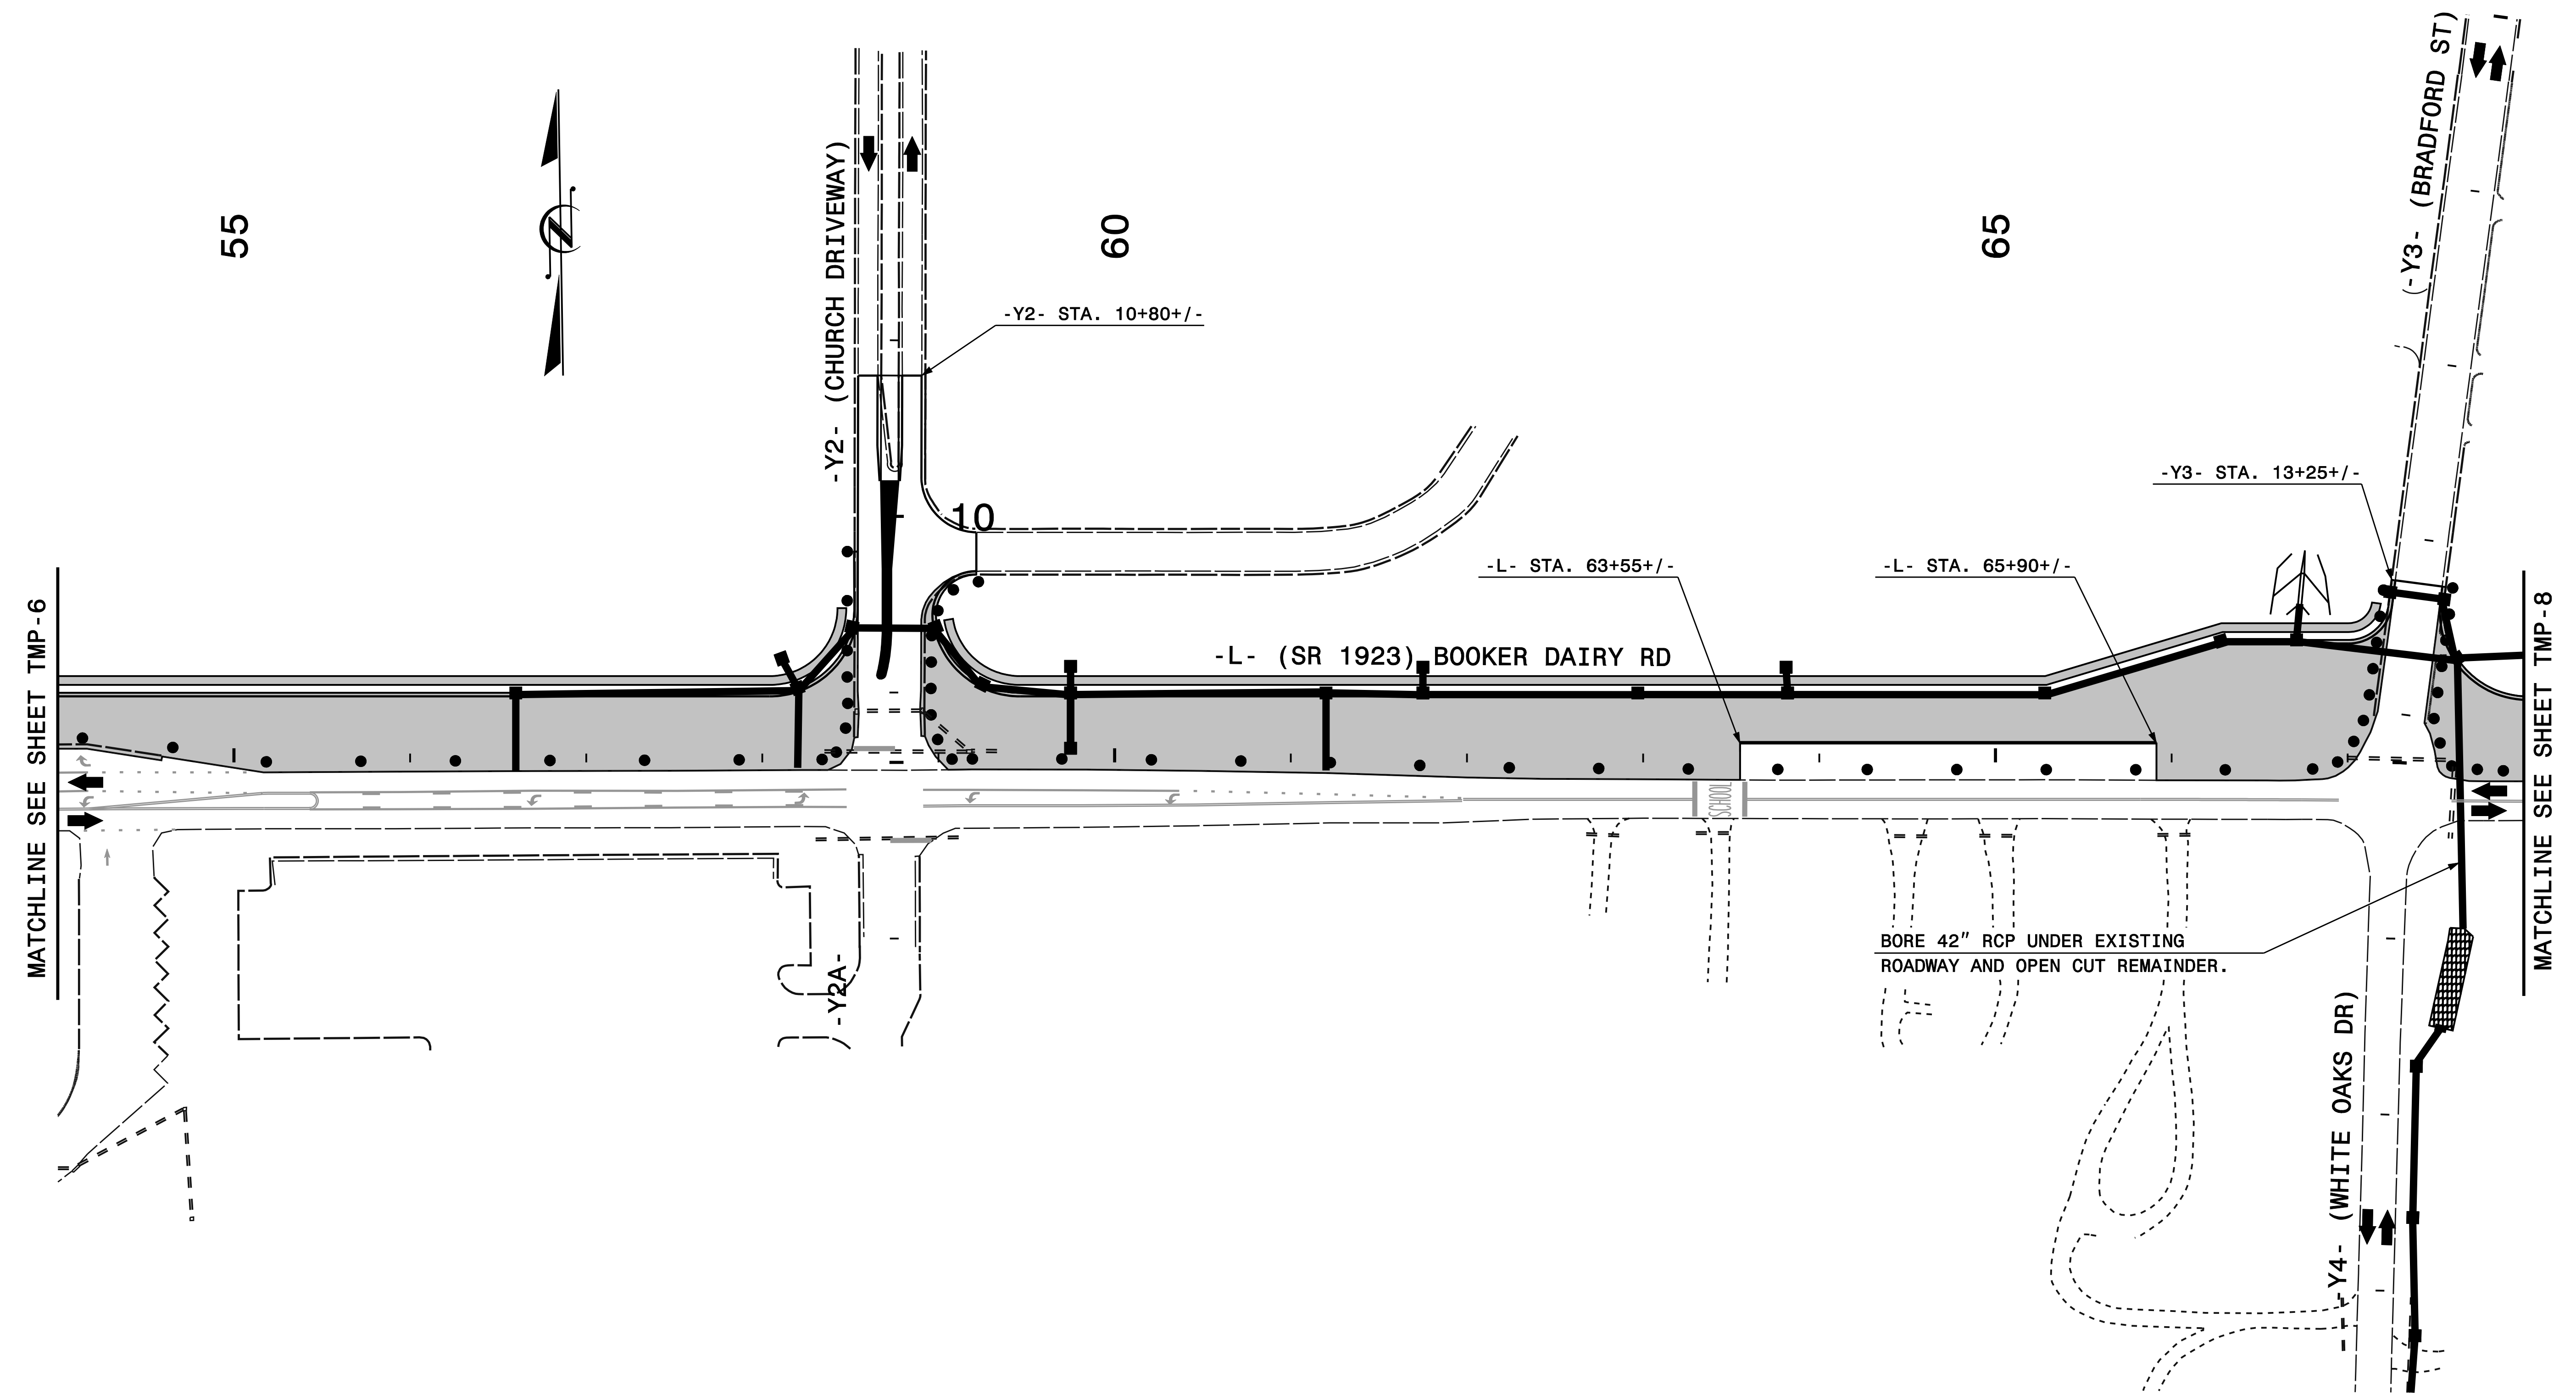 55
60
65
-Y2- (CHURCH DRIVEWAY)
-Y3- (BRADFORD ST)
-Y2- STA. 10+80+/-
-Y3- STA. 13+25+/-
10
-L- STA. 63+55+/-
-L- STA. 65+90+/-
-L- (SR 1923) BOOKER DAIRY RD
MATCHLINE SEE SHEET TMP-6
MATCHLINE SEE SHEET TMP-8
SCHOOL
BORE 42" RCP UNDER EXISTING
ROADWAY AND OPEN CUT REMAINDER.
-Y2A-
-Y4- (WHITE OAKS DR)